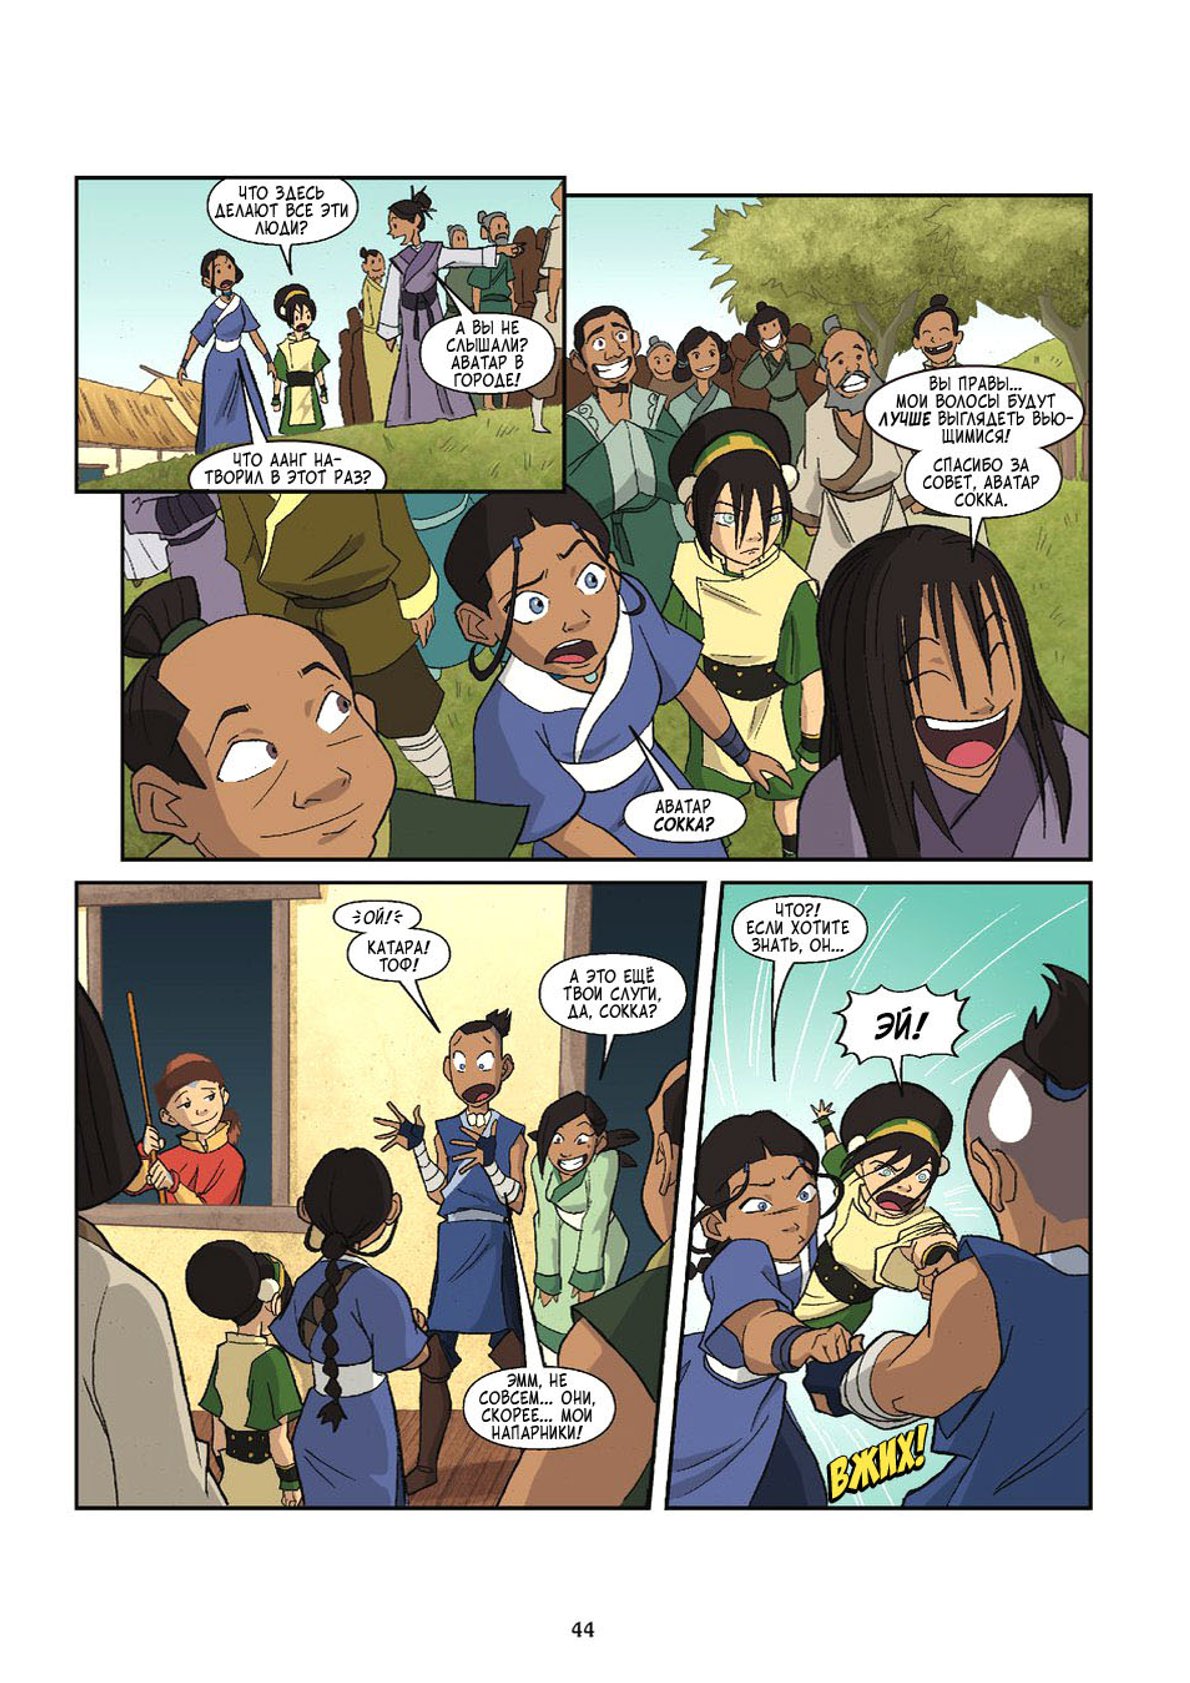 ЧТО ЗДЕСЬ
ДЕЛАЮТ ВСЕ ЭТИ
ЛЮДИ?
А ВЫ НЕ
СЛЫШАЛИ?
АВАТАР В
ГОРОДЕ!
ЧТО ААНГ НА-
ТВОРИЛ В ЭТОТ РАЗ?
ВЫ ПРАВЫ...
МОИ ВОЛОСЫ БУДУТ
ЛУЧШЕ ВЫГЛЯДЕТЬ ВЬЮ-
ЩИМИСЯ!
СПАСИБО ЗА
СОВЕТ, АВАТАР
СОККА.
АВАТАР
СОККА?
ОЙ!
КАТАРА!
ТОФ!
А ЭТО ЕЩЁ
ТВОИ СЛУГИ,
ДА, СОККА?
ЭММ, НЕ
СОВСЕМ... ОНИ,
СКОРЕЕ... МОИ
НАПАРНИКИ!
ЧТО?!
ЕСЛИ ХОТИТЕ
ЗНАТЬ, ОН...
ЭЙ!
ВЖИХ!
44